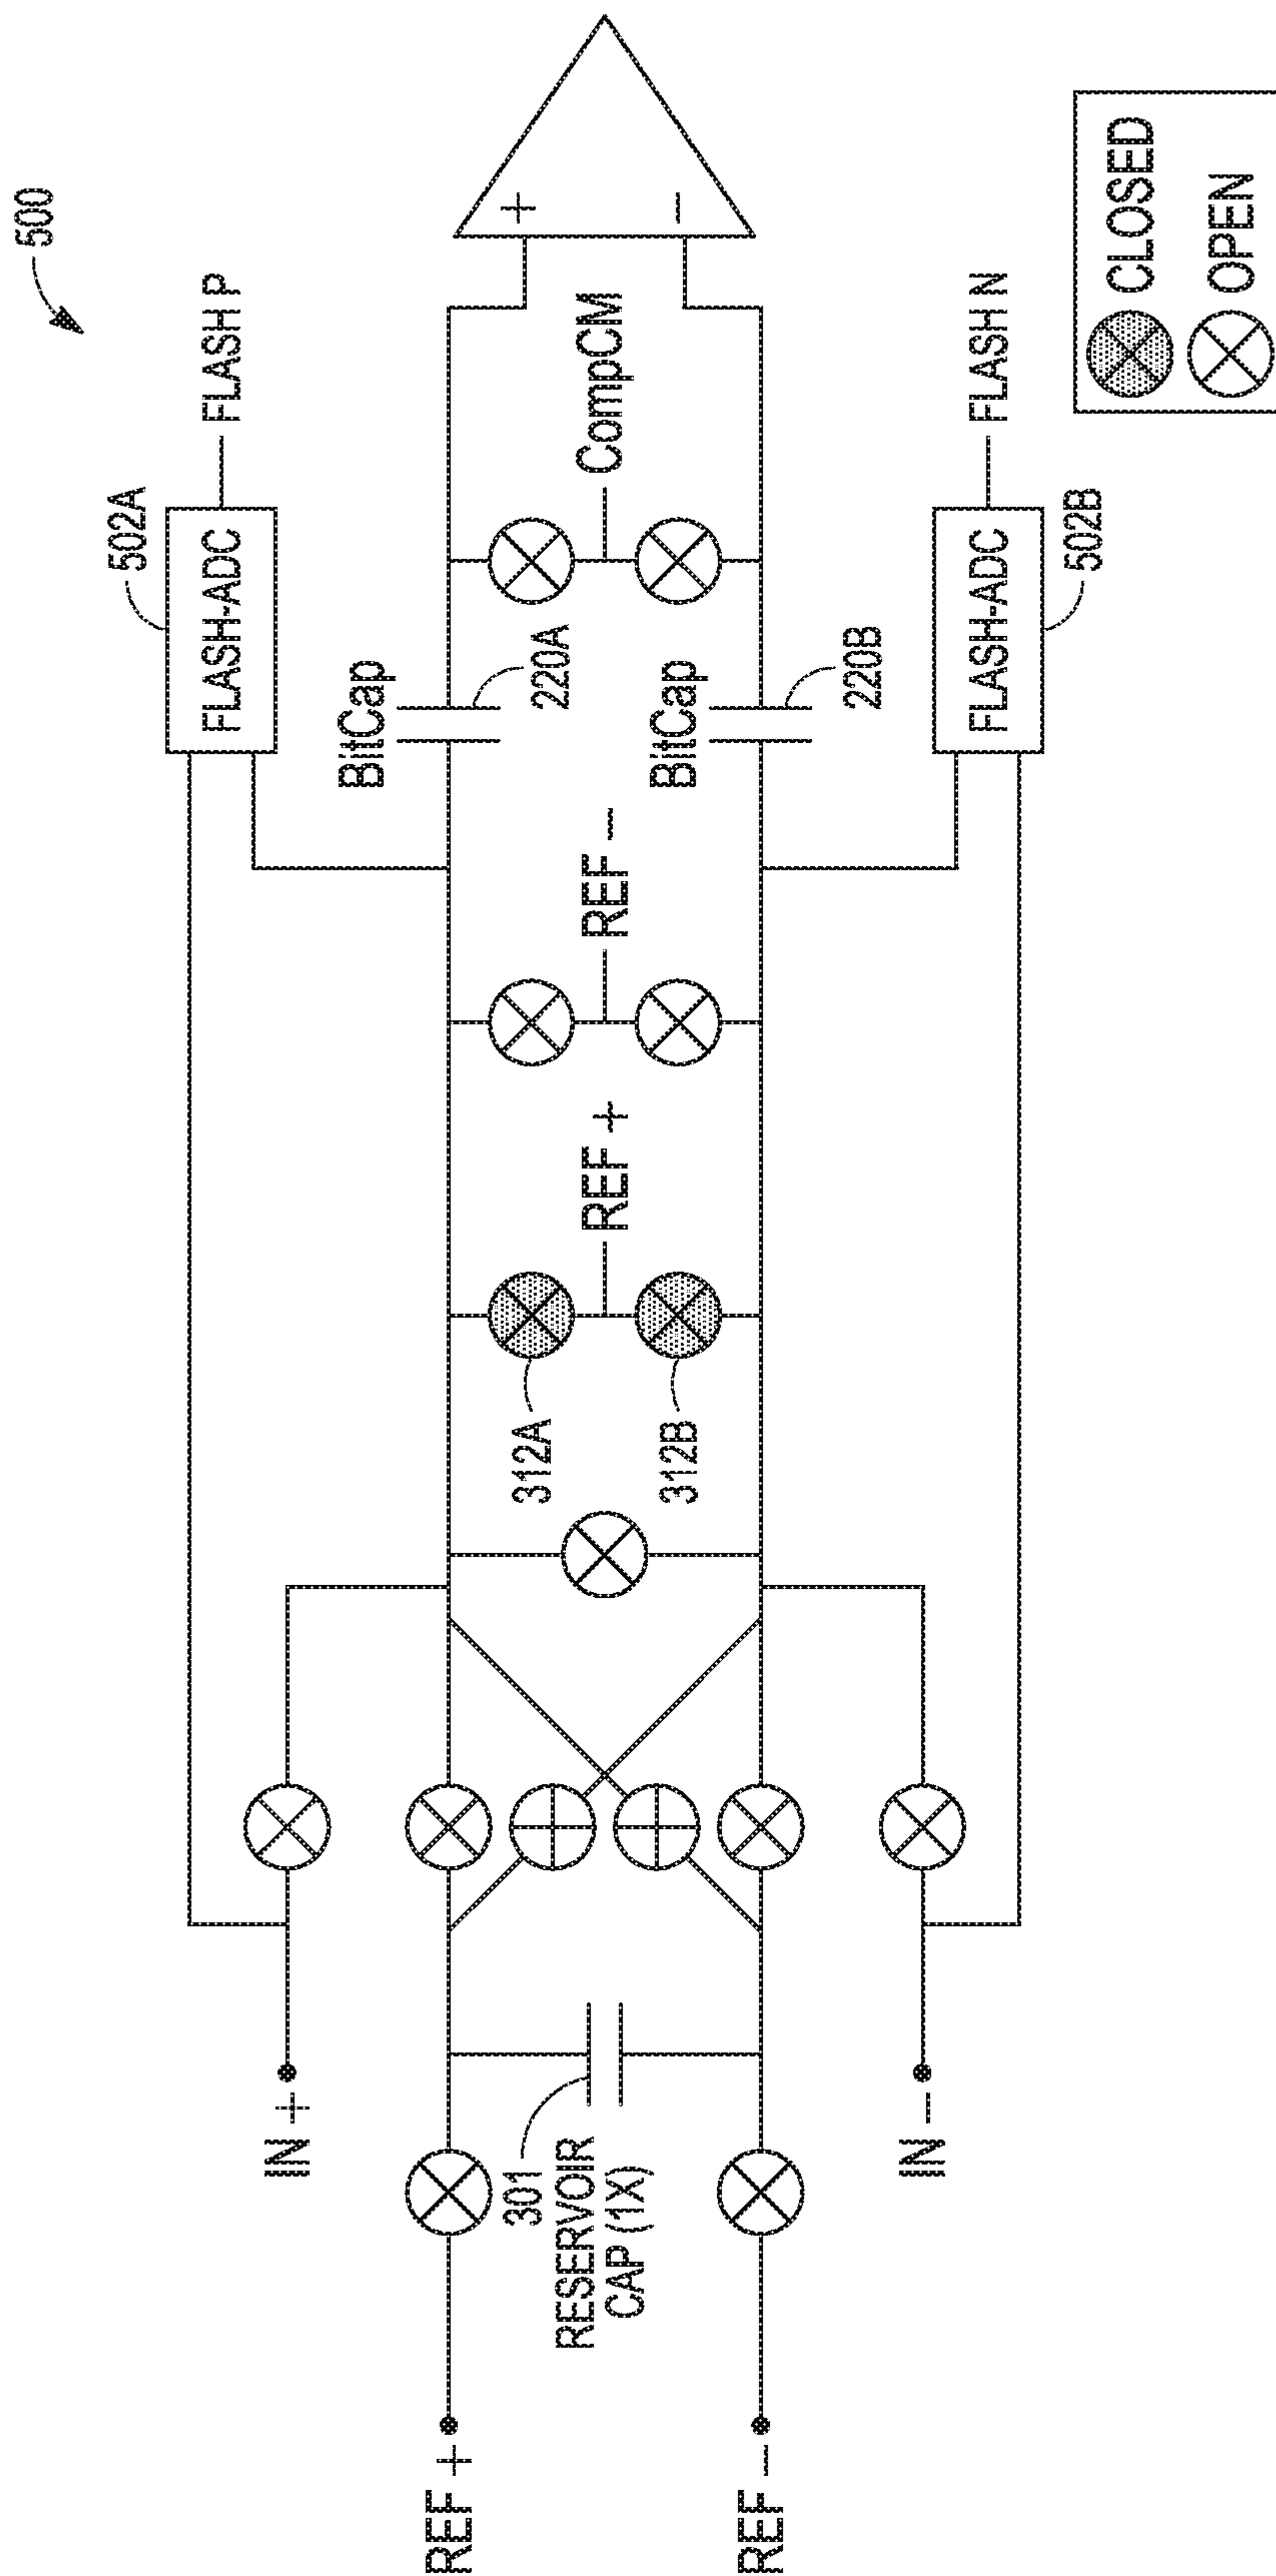 500
502A
FLASH-ADC
FLASH P
IN +
BitCap
220A
REF +
301
RESERVOIR
CAP (1X)
312A
312B
REF +
REF -
CompCM
+
-
REF -
BitCap
220B
IN -
FLASH-ADC
FLASH N
502B
CLOSED
OPEN